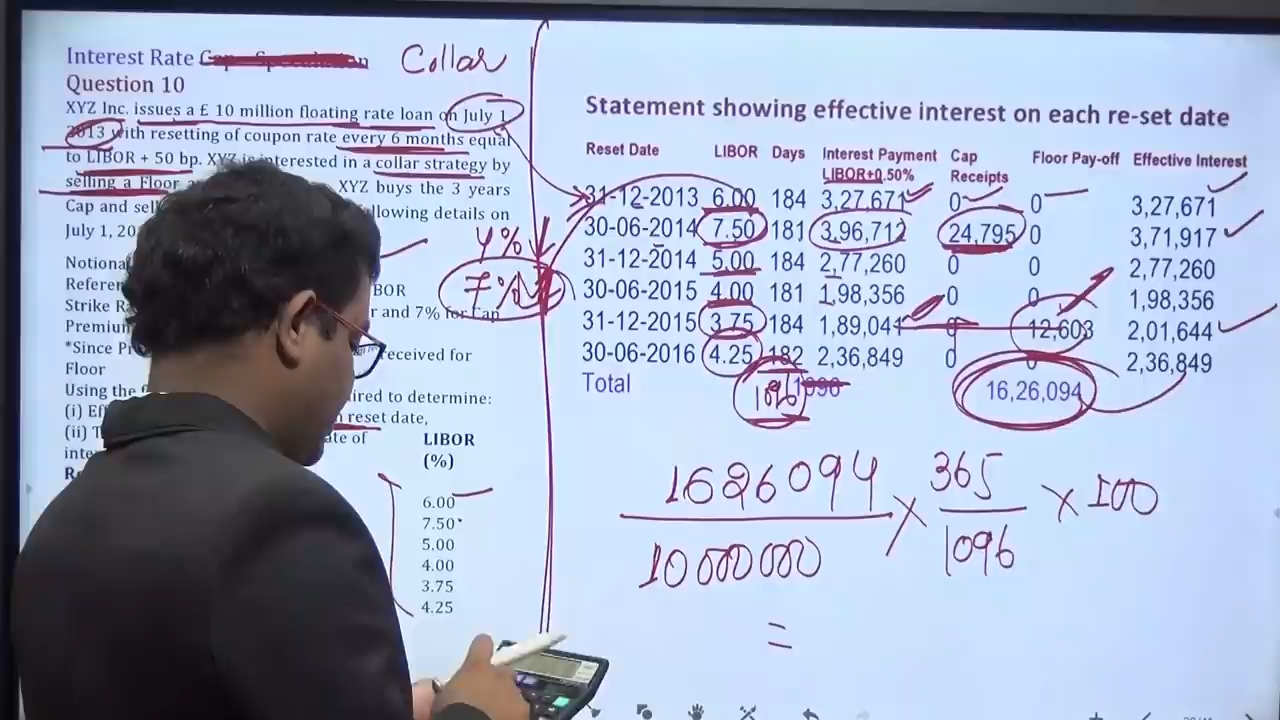 Interest Rate Collar
Question 10
XYZ Inc. issues a £ 10 million floating rate loan on July 1
2013 with resetting of coupon rate every 6 months equal
to LIBOR + 50 bp. XYZ is interested in a collar strategy by
selling a Floor XYZ buys the 3 years
Cap and sell llowing details on
July 1, 20
Notiona
Referen BOR
Strike R r and 7% for Cap
Premium
*Since Pr eceived for
Floor
Using the f ired to determine:
(i) Ef n reset date,
(ii) T ate of
inte
LIBOR
(%)
6.00
7.50
5.00
4.00
3.75
4.25
4%
7%
Statement showing effective interest on each re-set date
Reset Date LIBOR Days Interest Payment LIBOR+0.50% Cap Receipts Floor Pay-off Effective Interest
31-12-2013 6.00 184 3,27,671 0 0 3,27,671
30-06-2014 7.50 181 3,96,712 24,795 0 3,71,917
31-12-2014 5.00 184 2,77,260 0 0 2,77,260
30-06-2015 4.00 181 1,98,356 0 0 1,98,356
31-12-2015 3.75 184 1,89,041 0 12,603 2,01,644
30-06-2016 4.25 182 2,36,849 0 0 2,36,849
Total 1096 1090 16,26,094
1626094 / 10000000 × 365 / 1096 × 100
=